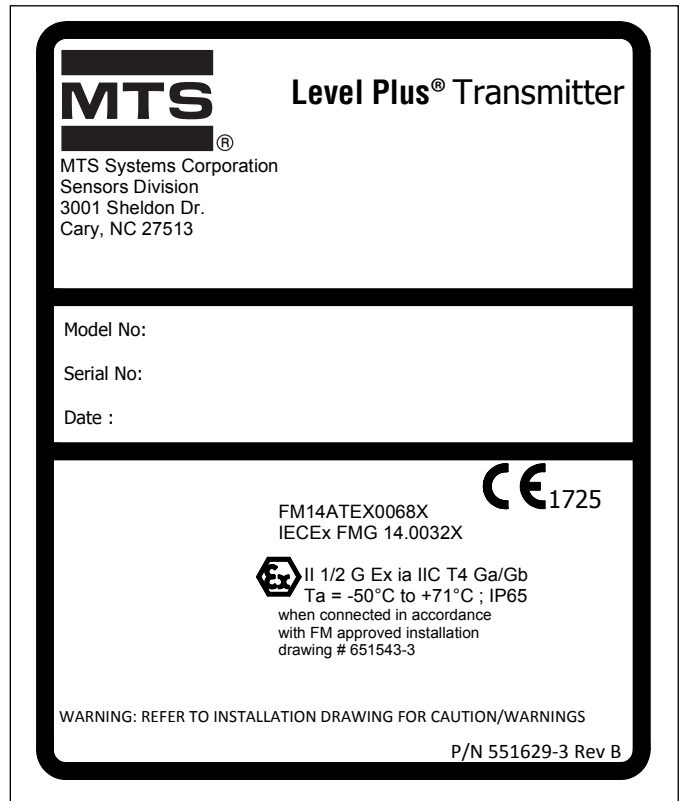 MTS
®
Level Plus® Transmitter
MTS Systems Corporation
Sensors Division
3001 Sheldon Dr.
Cary, NC 27513
Model No:
Serial No:
Date :
CE 1725
FM14ATEX0068X
IECEx FMG 14.0032X
Ex II 1/2 G Ex ia IIC T4 Ga/Gb
Ta = -50°C to +71°C ; IP65
when connected in accordance
with FM approved installation
drawing # 651543-3
WARNING: REFER TO INSTALLATION DRAWING FOR CAUTION/WARNINGS
P/N 551629-3 Rev B